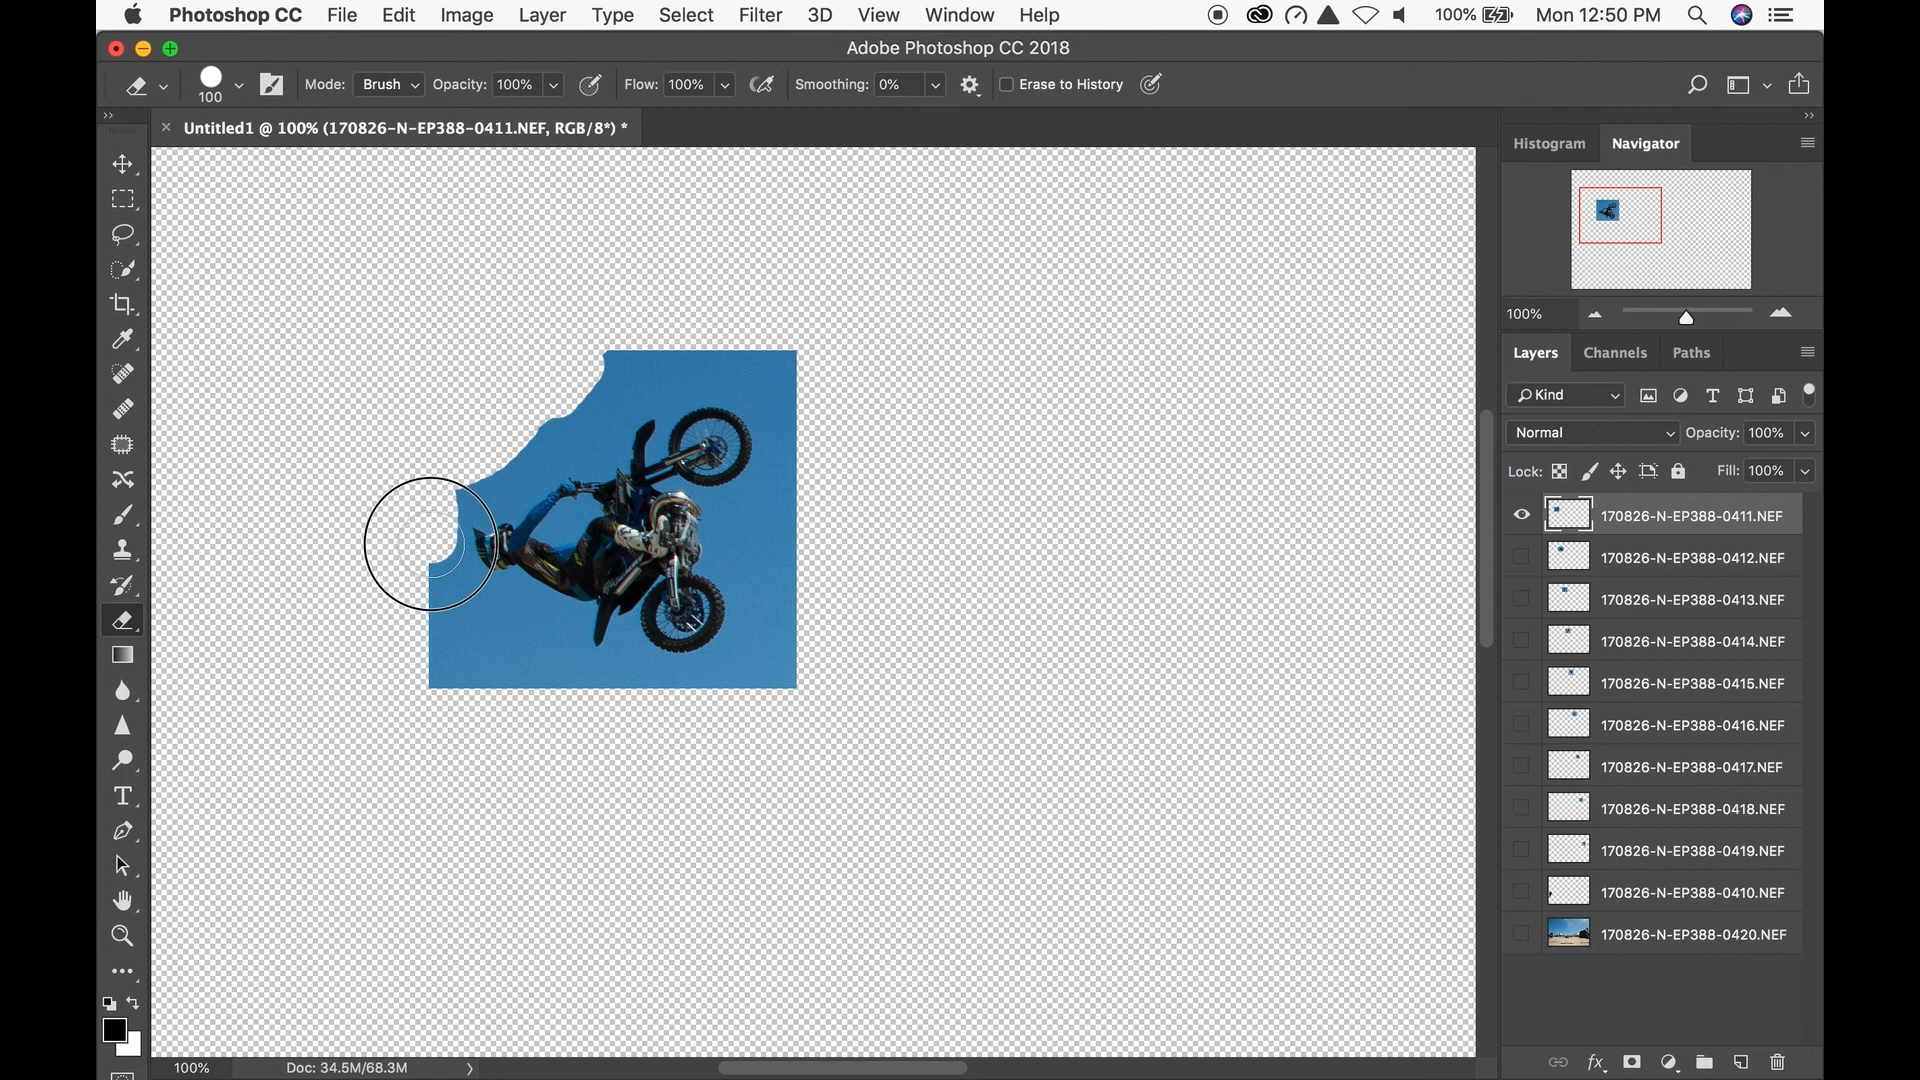 Photoshop CC File Edit Image Layer Type Select Filter 3D View Window Help 100% Mon 12:50 PM
Adobe Photoshop CC 2018
100 Mode: Brush Opacity: 100% Flow: 100% Smoothing: 0% Erase to History
Untitled1 @ 100% (170826-N-EP388-0411.NEF, RGB/8*) *
Histogram Navigator
100%
Layers Channels Paths
Kind
Normal Opacity: 100%
Lock: Fill: 100%
170826-N-EP388-0411.NEF
170826-N-EP388-0412.NEF
170826-N-EP388-0413.NEF
170826-N-EP388-0414.NEF
170826-N-EP388-0415.NEF
170826-N-EP388-0416.NEF
170826-N-EP388-0417.NEF
170826-N-EP388-0418.NEF
170826-N-EP388-0419.NEF
170826-N-EP388-0410.NEF
170826-N-EP388-0420.NEF
100% Doc: 34.5M/68.3M